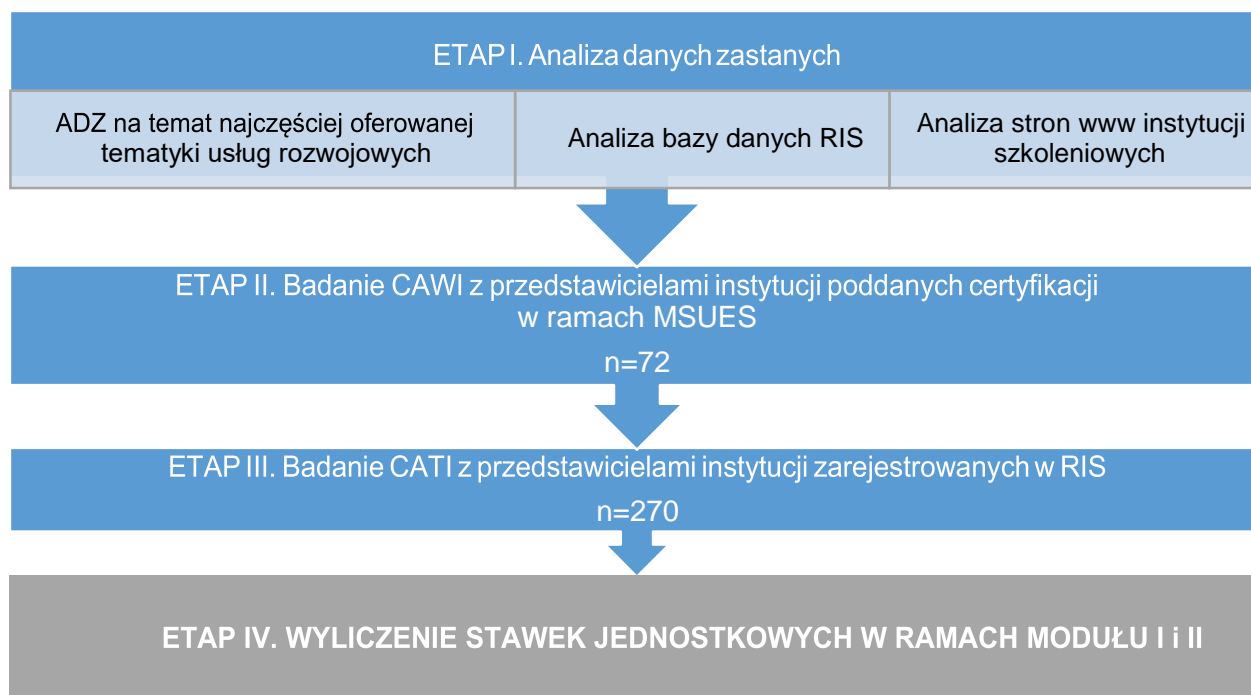 ETAP I. Analiza danych zastanych
ADZ na temat najczęściej oferowanej
tematyki usług rozwojowych
Analiza bazy danych RIS
Analiza stron www instytucji
szkoleniowych
ETAP II. Badanie CAWI z przedstawicielami instytucji poddanych certyfikacji
w ramach MSUES
n=72
ETAP III. Badanie CATI z przedstawicielami instytucji zarejestrowanych w RIS
n=270
ETAP IV. WYLICZENIE STAWEK JEDNOSTKOWYCH W RAMACH MODUŁU I i II